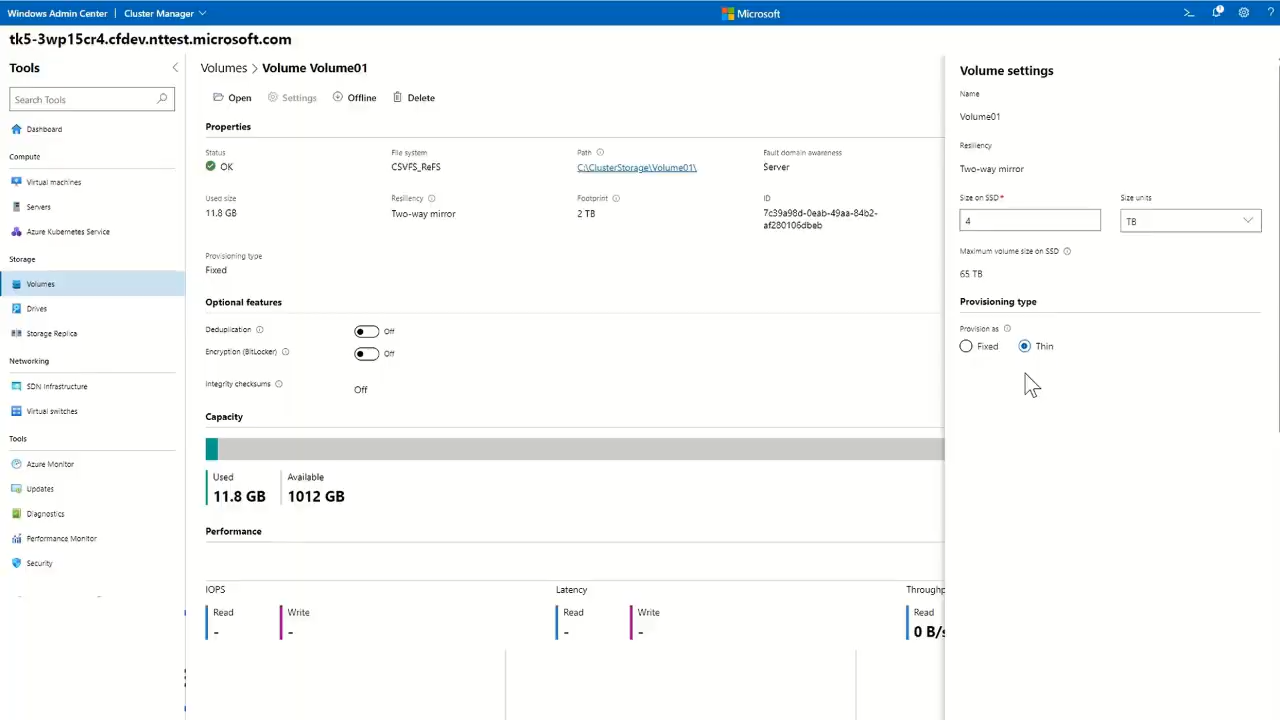 Windows Admin Center | Cluster Manager
Microsoft
tk5-3wp15cr4.cfdev.nttest.microsoft.com
Tools
Search Tools
Dashboard
Compute
Virtual machines
Servers
Azure Kubernetes Service
Storage
Volumes
Drives
Storage Replica
Networking
SDN Infrastructure
Virtual switches
Tools
Azure Monitor
Updates
Diagnostics
Performance Monitor
Security
Volumes > Volume Volume01
Open Settings Offline Delete
Properties
Status File system Path Fault domain awareness
OK CSVFS_ReFS C:\ClusterStorage\Volume01\ Server
Used size Resiliency Footprint ID
11.8 GB Two-way mirror 2 TB 7c39a98d-0eab-49aa-84b2-
af280106dbeb
Provisioning type
Fixed
Optional features
Deduplication Off
Encryption (BitLocker) Off
Integrity checksums Off
Capacity
Used Available
11.8 GB 1012 GB
Performance
IOPS Latency Throughp
Read Write Read Write Read
- - - - 0 B/s
Volume settings
Name
Volume01
Resiliency
Two-way mirror
Size on SSD* Size units
4 TB
Maximum volume size on SSD
65 TB
Provisioning type
Provision as
Fixed Thin